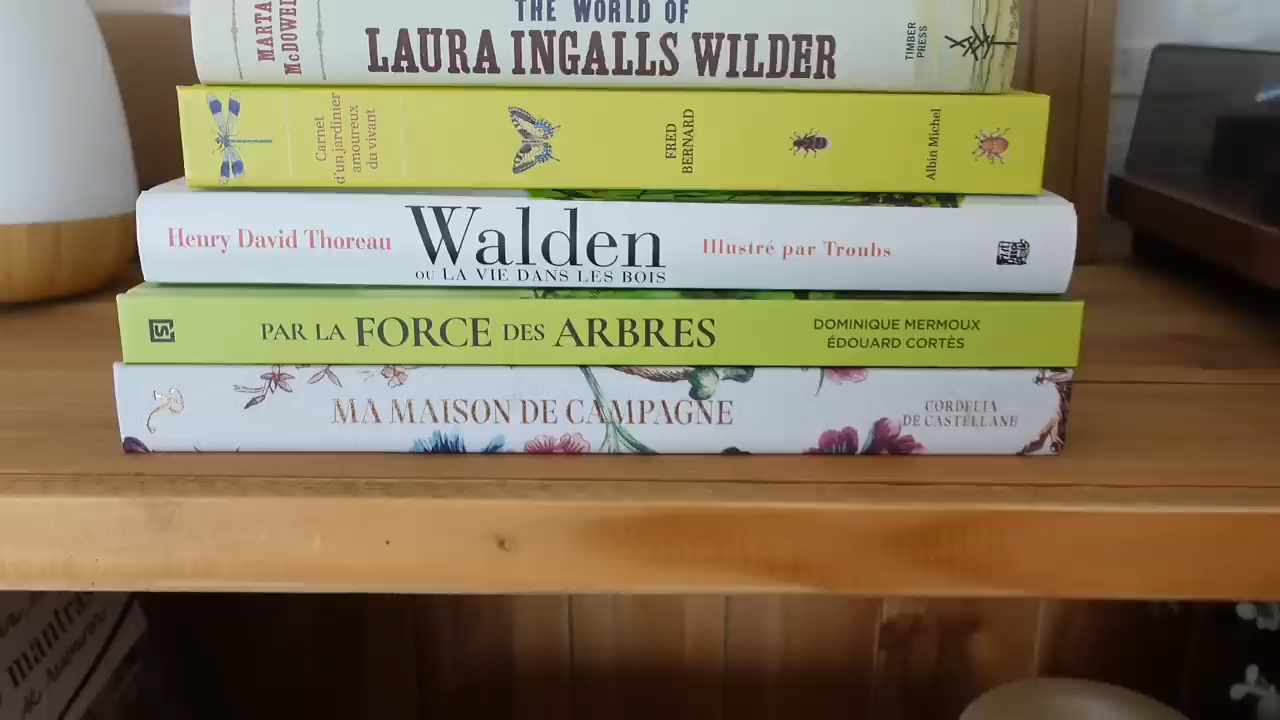 MARTA
McDOWELL
THE WORLD OF
LAURA INGALLS WILDER
TIMBER
PRESS
Carnet
d'un jardinier
amoureux
du vivant
FRED
BERNARD
Albin Michel
Henry David Thoreau
Walden
OU LA VIE DANS LES BOIS
Illustré par Troubs
PAR LA FORCE DES ARBRES
DOMINIQUE MERMOUX
ÉDOUARD CORTÈS
R
MA MAISON DE CAMPAGNE
CORDELIA
DE CASTELLANE
mantra